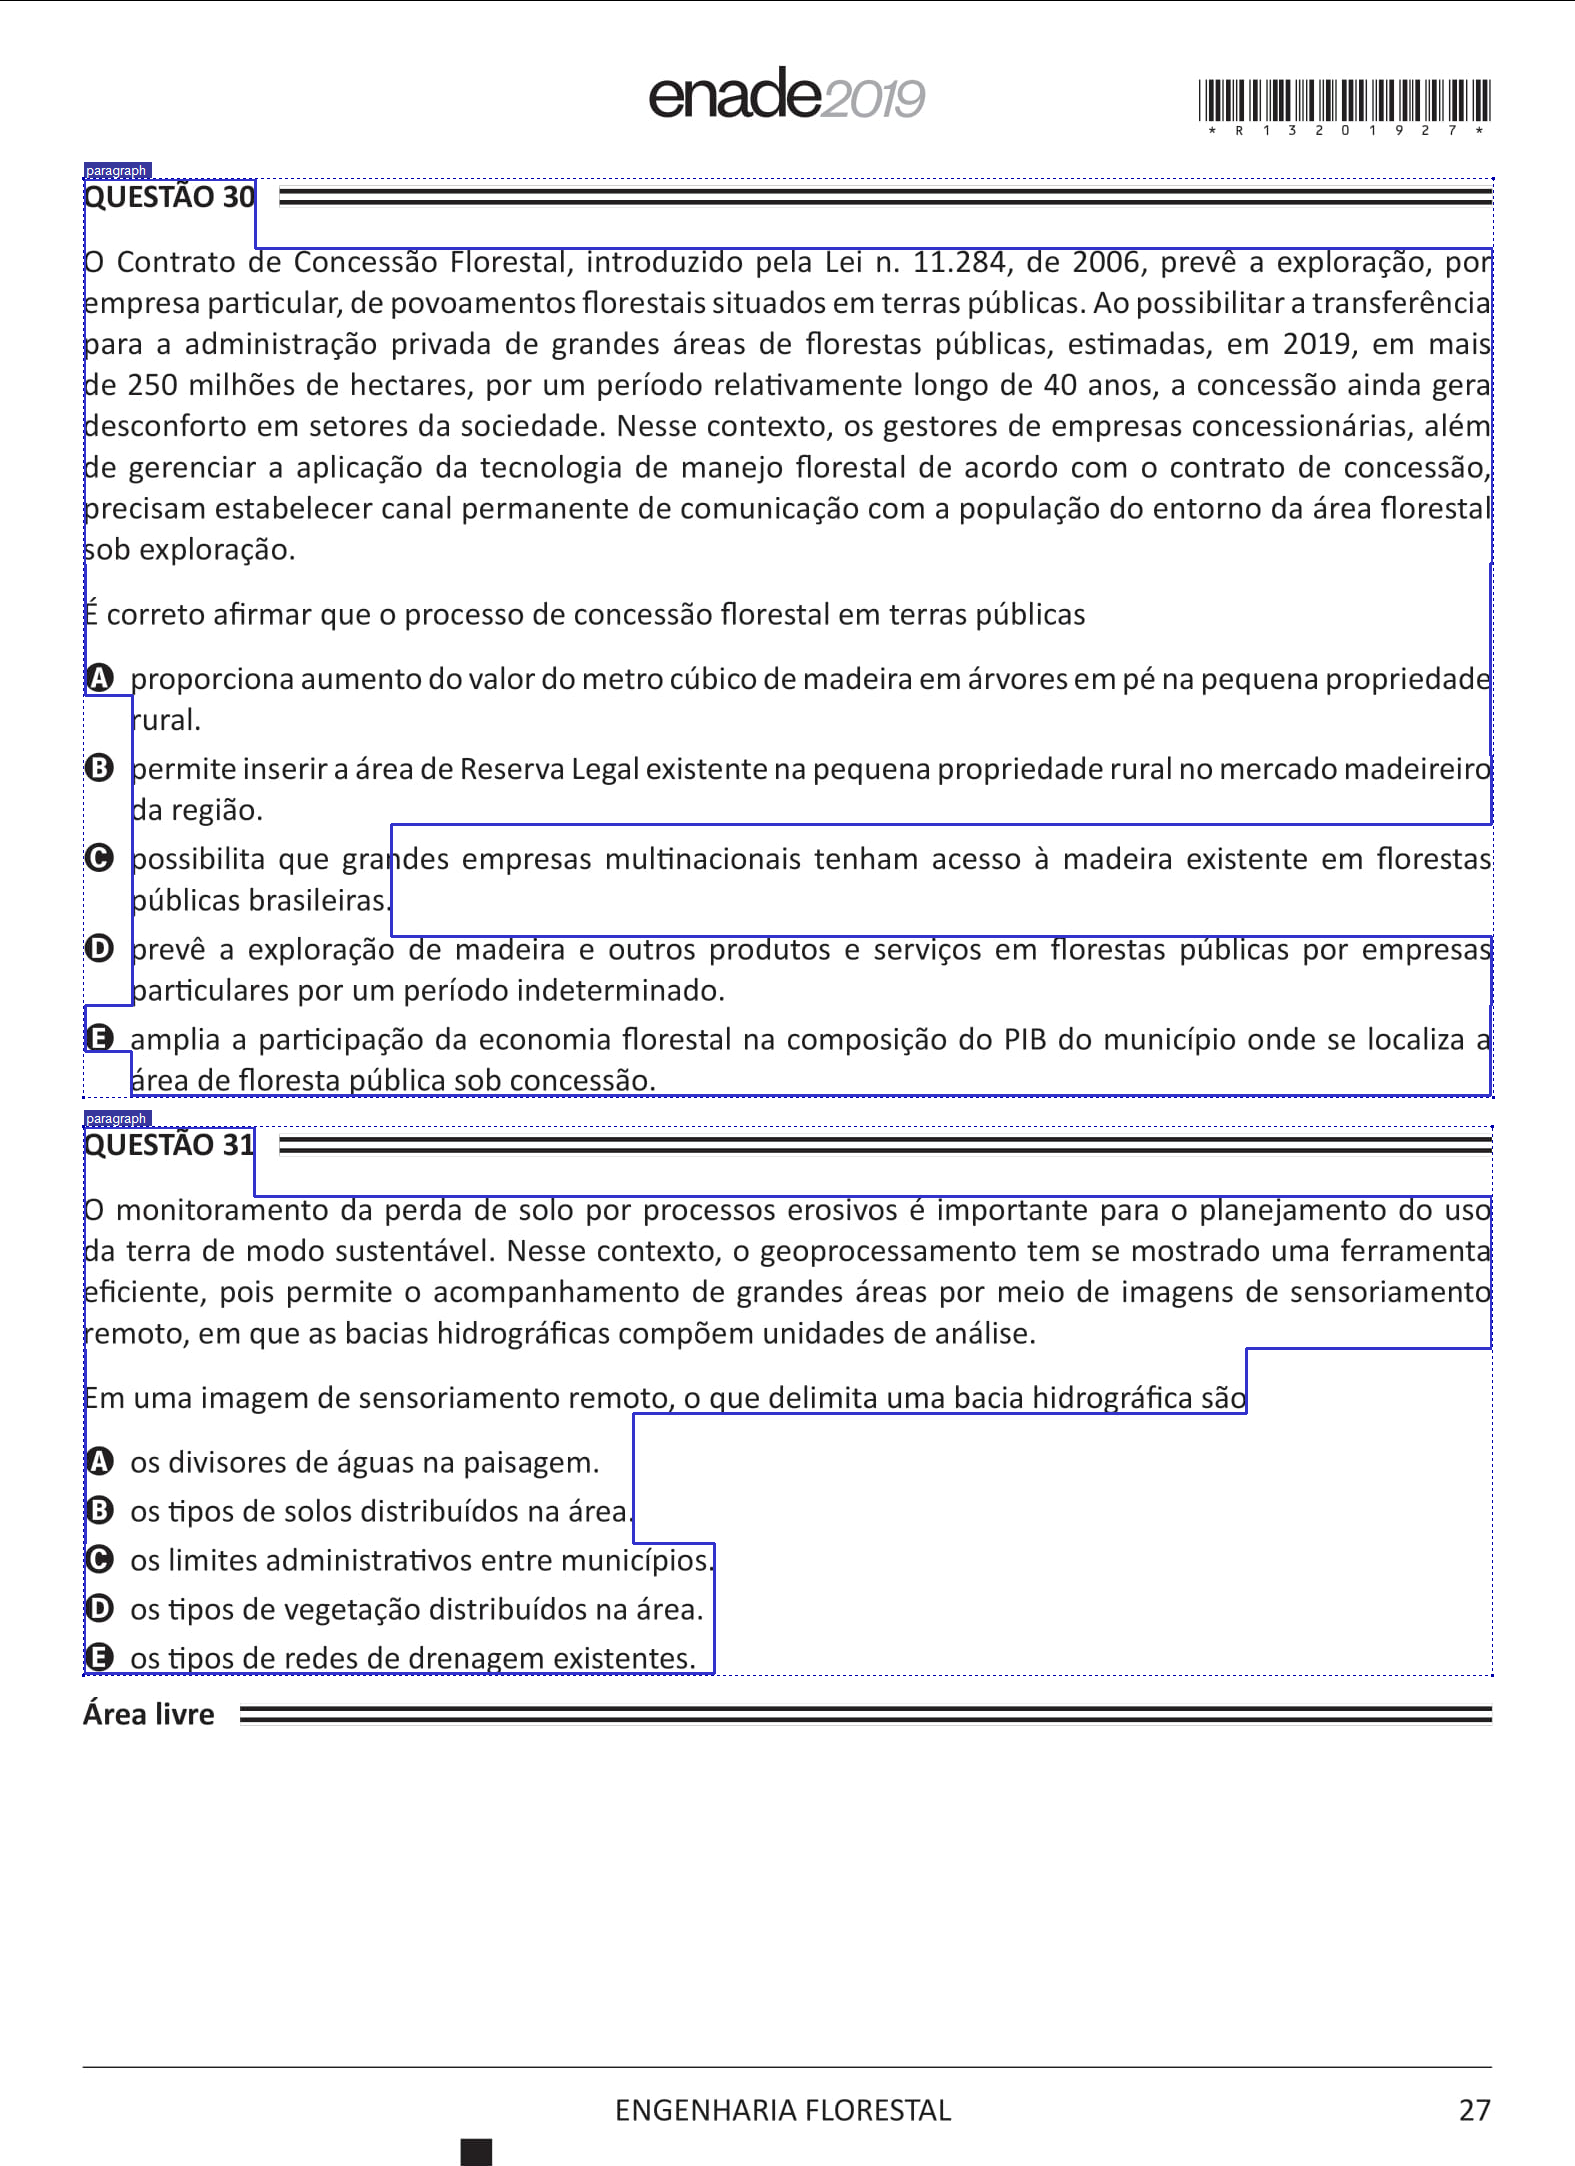 enade2019
*R13201927*
paragraph
QUESTÃO 30
O Contrato de Concessão Florestal, introduzido pela Lei n. 11.284, de 2006, prevê a exploração, por
empresa particular, de povoamentos florestais situados em terras públicas. Ao possibilitar a transferência
para a administração privada de grandes áreas de florestas públicas, estimadas, em 2019, em mais
de 250 milhões de hectares, por um período relativamente longo de 40 anos, a concessão ainda gera
desconforto em setores da sociedade. Nesse contexto, os gestores de empresas concessionárias, além
de gerenciar a aplicação da tecnologia de manejo florestal de acordo com o contrato de concessão,
precisam estabelecer canal permanente de comunicação com a população do entorno da área florestal
sob exploração.
É correto afirmar que o processo de concessão florestal em terras públicas
A proporciona aumento do valor do metro cúbico de madeira em árvores em pé na pequena propriedade
rural.
B permite inserir a área de Reserva Legal existente na pequena propriedade rural no mercado madeireiro
da região.
C possibilita que grandes empresas multinacionais tenham acesso à madeira existente em florestas
públicas brasileiras.
D prevê a exploração de madeira e outros produtos e serviços em florestas públicas por empresas
particulares por um período indeterminado.
E amplia a participação da economia florestal na composição do PIB do município onde se localiza a
área de floresta pública sob concessão.
paragraph
QUESTÃO 31
O monitoramento da perda de solo por processos erosivos é importante para o planejamento do uso
da terra de modo sustentável. Nesse contexto, o geoprocessamento tem se mostrado uma ferramenta
eficiente, pois permite o acompanhamento de grandes áreas por meio de imagens de sensoriamento
remoto, em que as bacias hidrográficas compõem unidades de análise.
Em uma imagem de sensoriamento remoto, o que delimita uma bacia hidrográfica são
A os divisores de águas na paisagem.
B os tipos de solos distribuídos na área.
C os limites administrativos entre municípios.
D os tipos de vegetação distribuídos na área.
E os tipos de redes de drenagem existentes.
Área livre
ENGENHARIA FLORESTAL
27